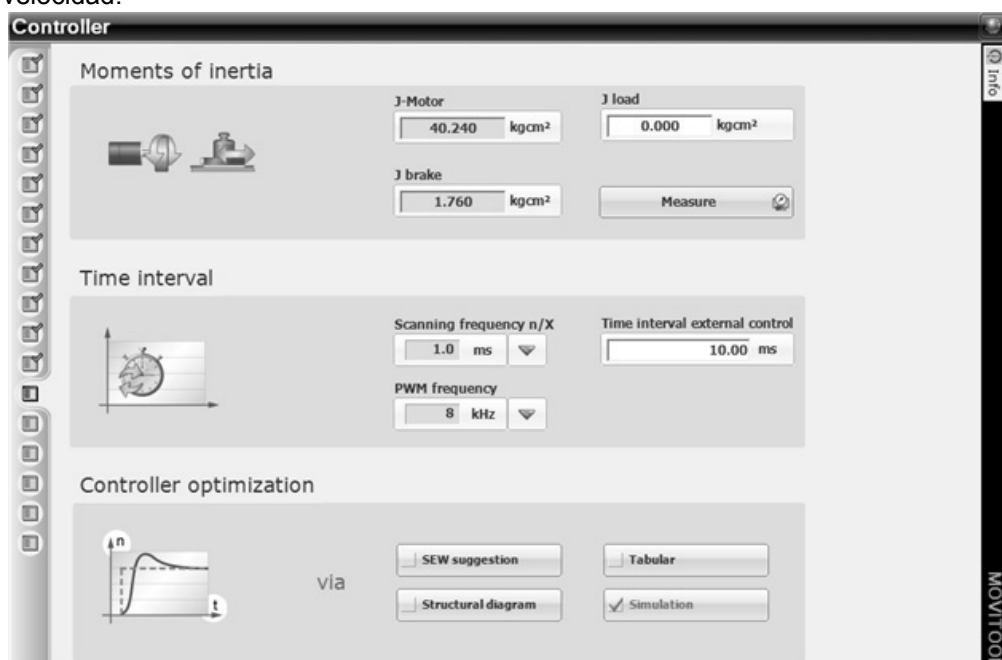 velocidad.
Controller
Info
Moments of inertia
J-Motor
40.240 kgcm²
J load
0.000 kgcm²
J brake
1.760 kgcm²
Measure
Time interval
Scanning frequency n/X
1.0 ms
Time interval external control
10.00 ms
PWM frequency
8 kHz
Controller optimization
n
t
via
SEW suggestion
Tabular
Structural diagram
Simulation